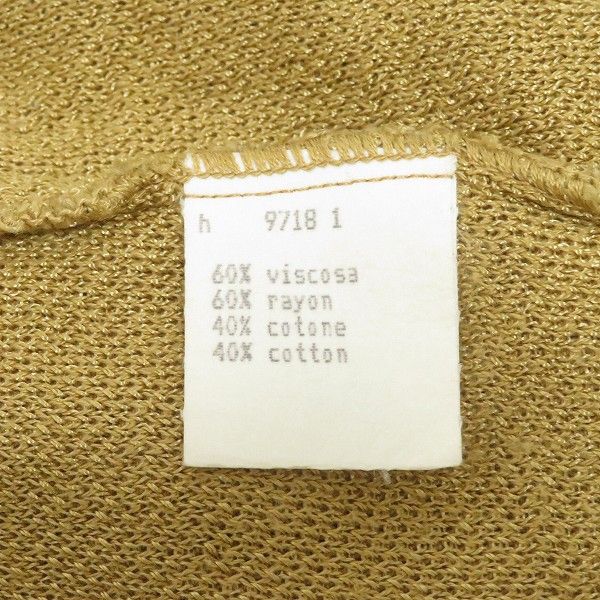 h 9718 1
60% viscosa
60% rayon
40% cotone
40% cotton